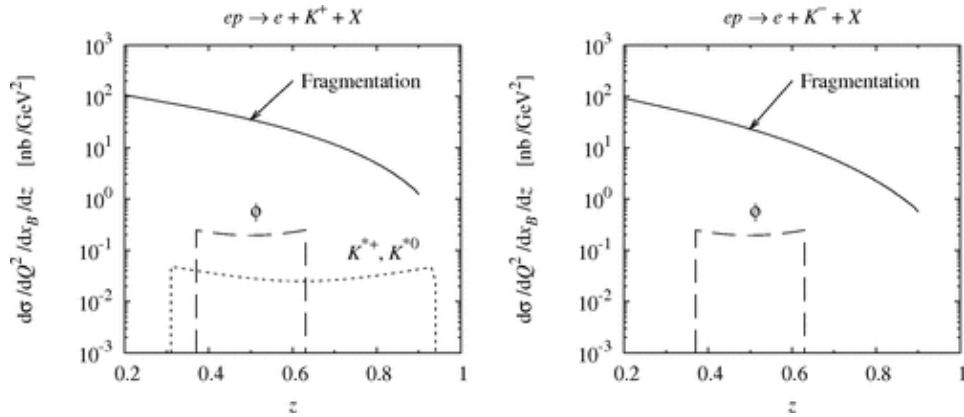 ep → e + K⁺ + X
dσ/dQ²/dx_B/dz [nb/GeV²]
10³
10²
10¹
10⁰
10⁻¹
10⁻²
10⁻³
Fragmentation
ϕ
K*⁺, K*⁰
0.2 0.4 0.6 0.8 1
z
ep → e + K⁻ + X
dσ/dQ²/dx_B/dz [nb/GeV²]
10³
10²
10¹
10⁰
10⁻¹
10⁻²
10⁻³
Fragmentation
ϕ
0.2 0.4 0.6 0.8 1
z